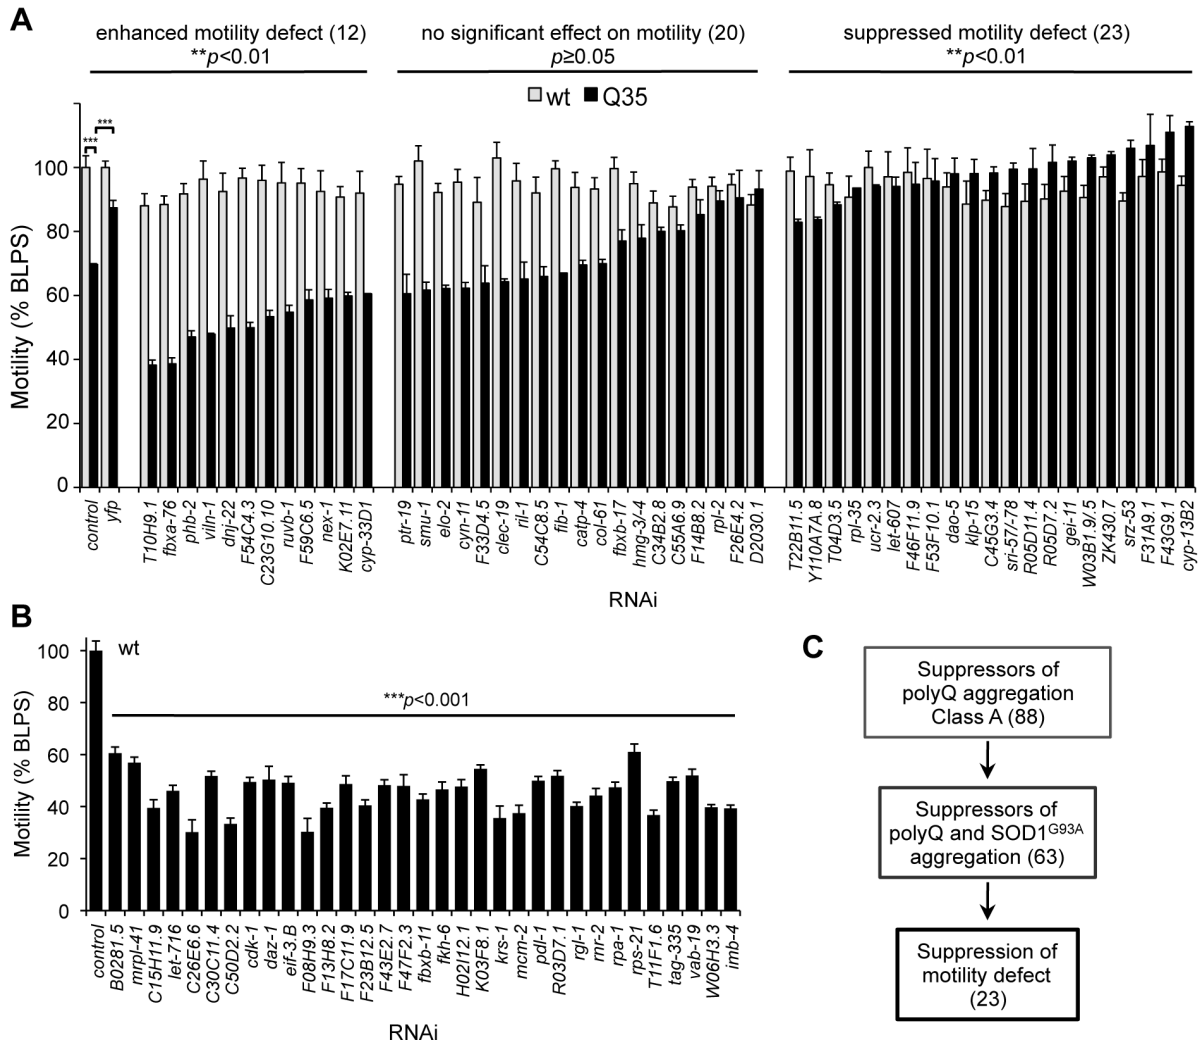 A
enhanced motility defect (12)
**p<0.01
no significant effect on motility (20)
p≥0.05
suppressed motility defect (23)
**p<0.01
wt Q35
*** ***
Motility (% BLPS)
100
80
60
40
20
0
control
yfp
T10H9.1
fbxa-76
phb-2
viln-1
dnj-22
F54C4.3
C23G10.10
ruvb-1
F59C6.5
nex-1
K02E7.11
cyp-33D1
ptr-19
smu-1
elo-2
cyn-11
F33D4.5
clec-19
ril-1
C54C8.5
fib-1
catp-4
col-61
fbxb-17
hmg-3/-4
C34B2.8
C55A6.9
F14B8.2
rpl-2
F26E4.2
D2030.1
T22B11.5
Y110A7A.8
T04D3.5
rpl-35
ucr-2.3
let-607
F46F11.9
F53F10.1
dao-5
klp-15
C45G3.4
sri-57-78
R05D11.4
R05D7.2
gei-11
W03B1.9/5
ZK430.7
srz-53
F31A9.1
F43G9.1
cyp-13B2
RNAi
B
wt
***p<0.001
Motility (% BLPS)
100
80
60
40
20
0
control
B0281.5
mrpl-41
C15H11.9
let-716
C26E6.6
C30C11.4
C50D2.2
cdk-1
daz-1
eif-3.B
F08H9.3
F13H8.2
F17C11.9
F23B12.5
F43E2.7
F47F2.3
fbxb-11
fkh-6
H02I12.1
K03F8.1
krs-1
mcm-2
pdl-1
R03D7.1
rgl-1
rnr-2
rpa-1
rps-21
T11F1.6
tag-335
vab-19
W06H3.3
imb-4
RNAi
C
Suppressors of
polyQ aggregation
Class A (88)
Suppressors of
polyQ and SOD1G93A
aggregation (63)
Suppression of
motility defect
(23)